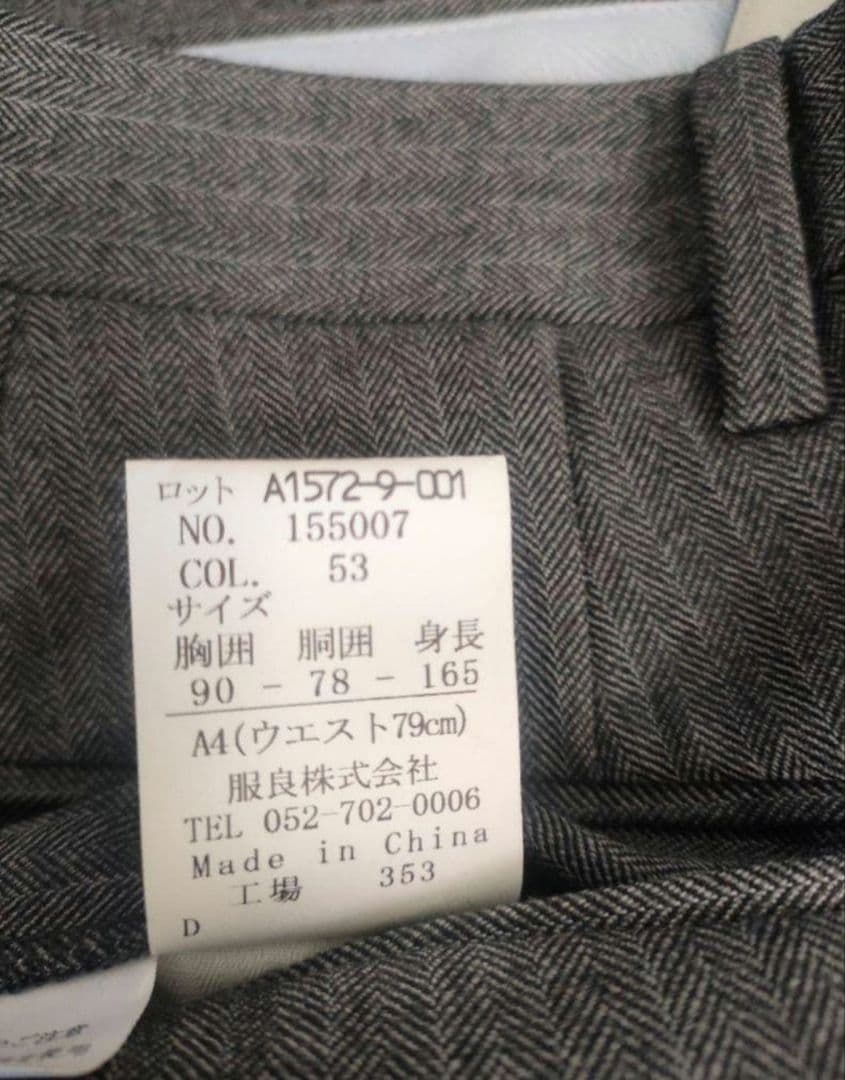 ロット A1572-9-001
NO. 155007
COL. 53
サイズ
胸囲 胴囲 身長
90 - 78 - 165
A4(ウエスト79cm)
服良株式会社
TEL 052-702-0006
Made in China
工場 353
D